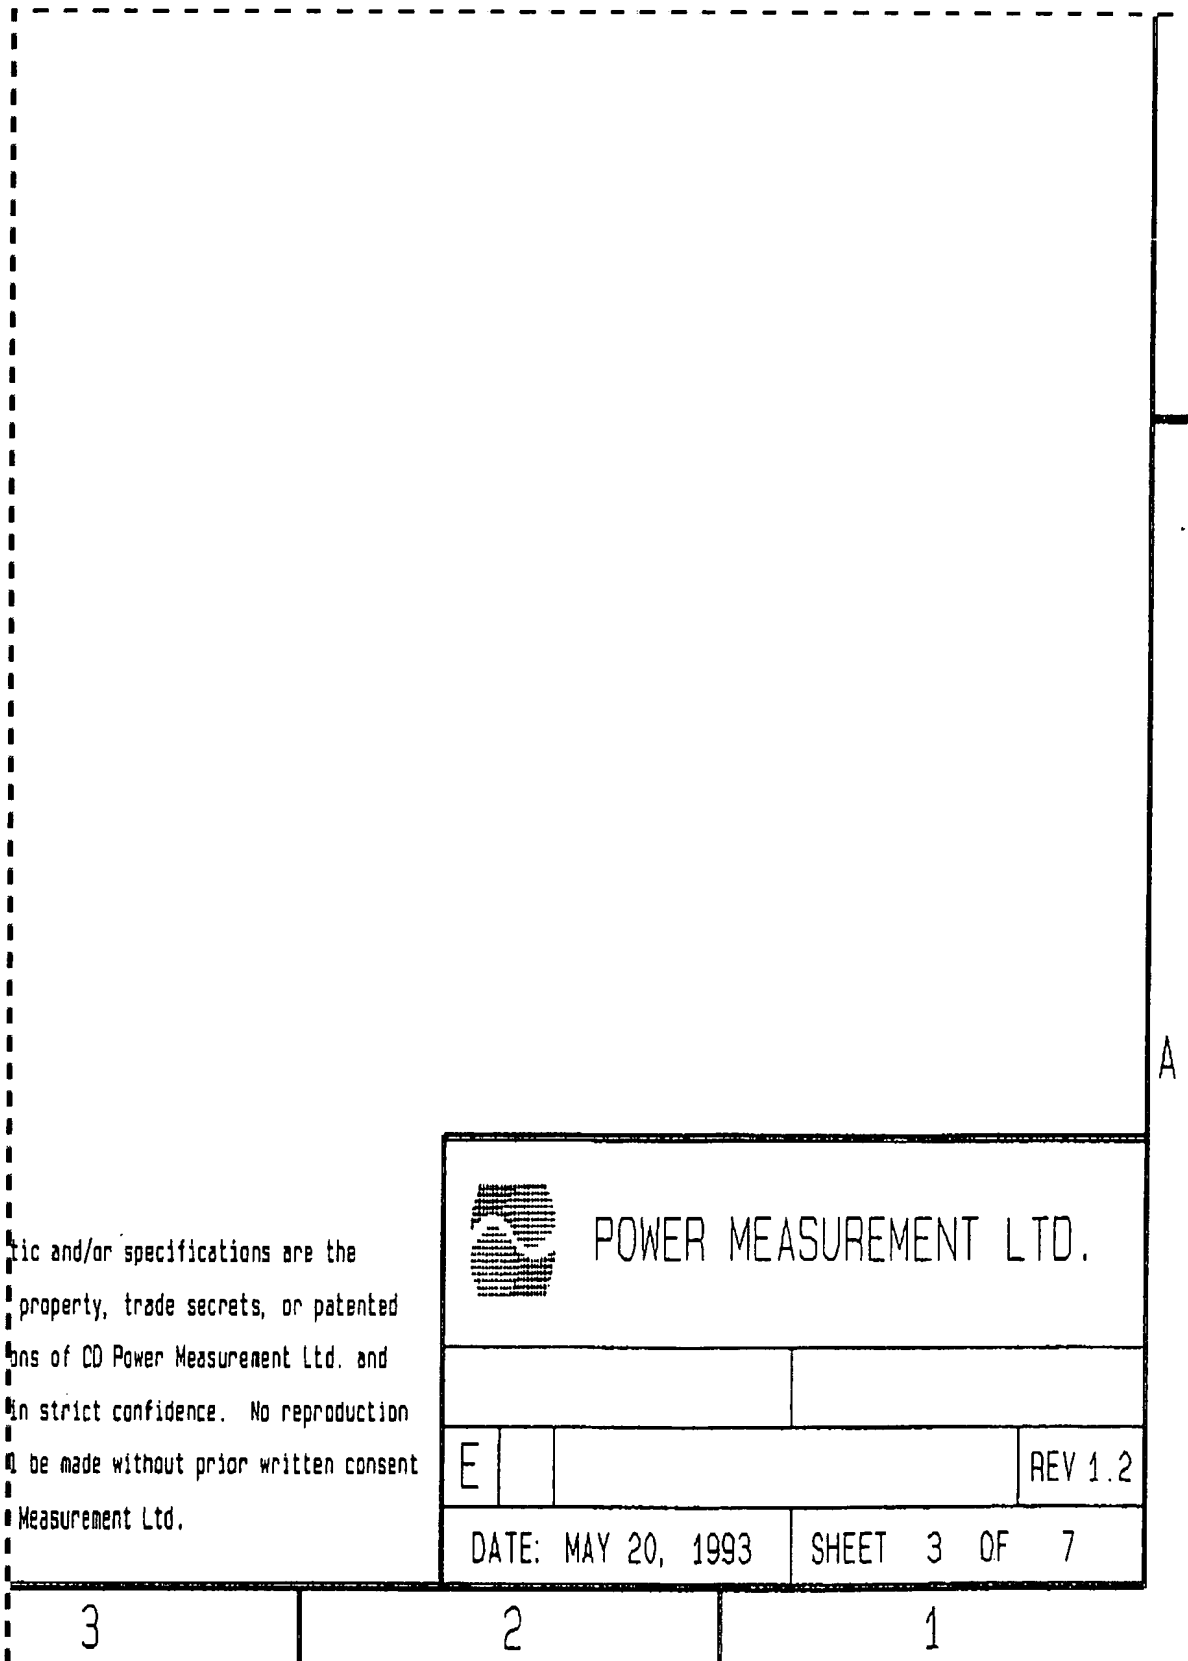 A
POWER MEASUREMENT LTD.
tic and/or specifications are the
property, trade secrets, or patented
ons of CD Power Measurement Ltd. and
in strict confidence. No reproduction
be made without prior written consent
Measurement Ltd.
E
REV 1.2
DATE: MAY 20, 1993
SHEET 3 OF 7
3
2
1